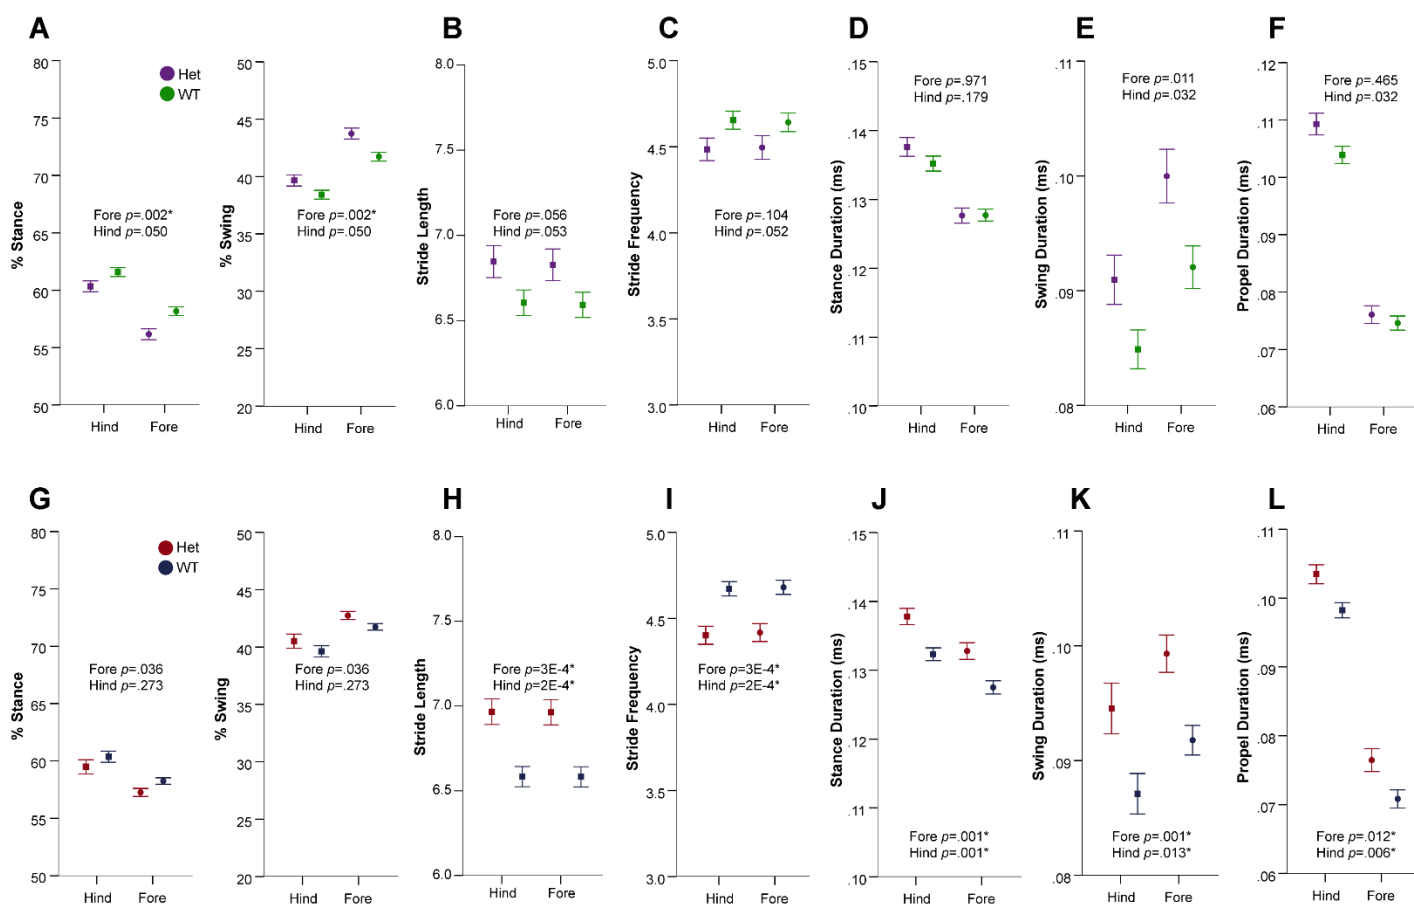 A
B
C
D
E
F
% Stance
80
75
70
65
60
55
50
Het
WT
Fore p=.002*
Hind p=.050
Hind
Fore
% Swing
50
45
40
35
30
25
20
Fore p=.002*
Hind p=.050
Hind
Fore
Stride Length
8.0
7.5
7.0
6.5
6.0
Fore p=.056
Hind p=.053
Hind
Fore
Stride Frequency
5.0
4.5
4.0
3.5
3.0
Fore p=.104
Hind p=.052
Hind
Fore
Stance Duration (ms)
.15
.14
.13
.12
.11
.10
Fore p=.971
Hind p=.179
Hind
Fore
Swing Duration (ms)
.11
.10
.09
.08
Fore p=.011
Hind p=.032
Hind
Fore
Propel Duration (ms)
.12
.11
.10
.09
.08
.07
.06
Fore p=.465
Hind p=.032
Hind
Fore
G
H
I
J
K
L
% Stance
80
75
70
65
60
55
50
Het
WT
Fore p=.036
Hind p=.273
Hind
Fore
% Swing
50
45
40
35
30
25
20
Fore p=.036
Hind p=.273
Hind
Fore
Stride Length
8.0
7.5
7.0
6.5
6.0
Fore p=3E-4*
Hind p=2E-4*
Hind
Fore
Stride Frequency
5.0
4.5
4.0
3.5
3.0
Fore p=3E-4*
Hind p=2E-4*
Hind
Fore
Stance Duration (ms)
.15
.14
.13
.12
.11
.10
Fore p=.001*
Hind p=.001*
Hind
Fore
Swing Duration (ms)
.11
.10
.09
.08
Fore p=.001*
Hind p=.013*
Hind
Fore
Propel Duration (ms)
.11
.10
.09
.08
.07
.06
Fore p=.012*
Hind p=.006*
Hind
Fore